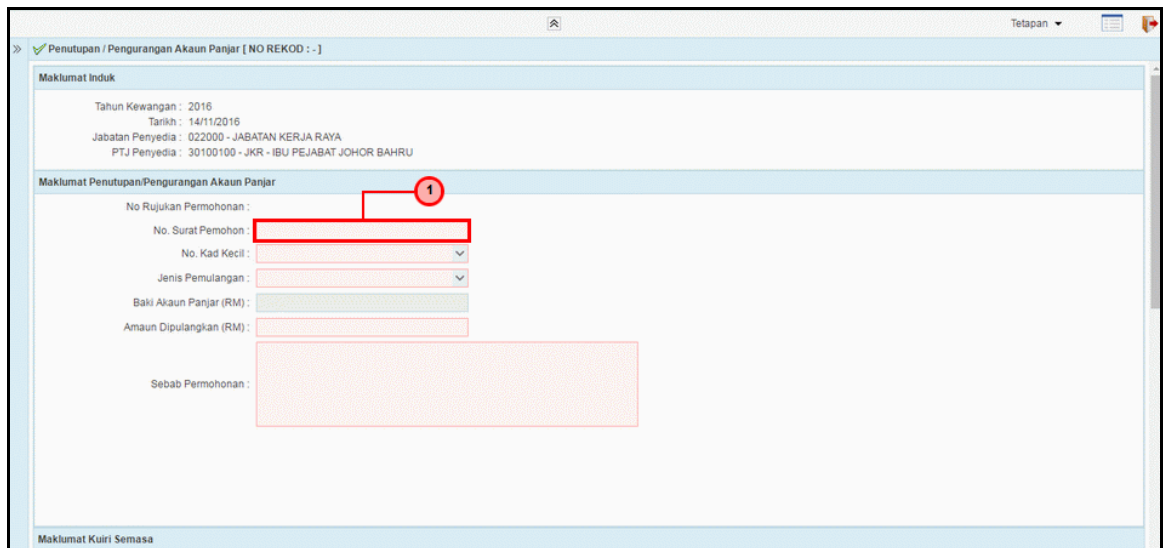 Tetapan
Penutupan / Pengurangan Akaun Panjar [ NO REKOD : - ]
Maklumat Induk
Tahun Kewangan : 2016
Tarikh : 14/11/2016
Jabatan Penyedia : 022000 - JABATAN KERJA RAYA
PTJ Penyedia : 30100100 - JKR - IBU PEJABAT JOHOR BAHRU
Maklumat Penutupan/Pengurangan Akaun Panjar
1
No Rujukan Permohonan :
No. Surat Pemohon :
No. Kad Kecil :
Jenis Pemulangan :
Baki Akaun Panjar (RM) :
Amaun Dipulangkan (RM) :
Sebab Permohonan :
Maklumat Kuiri Semasa